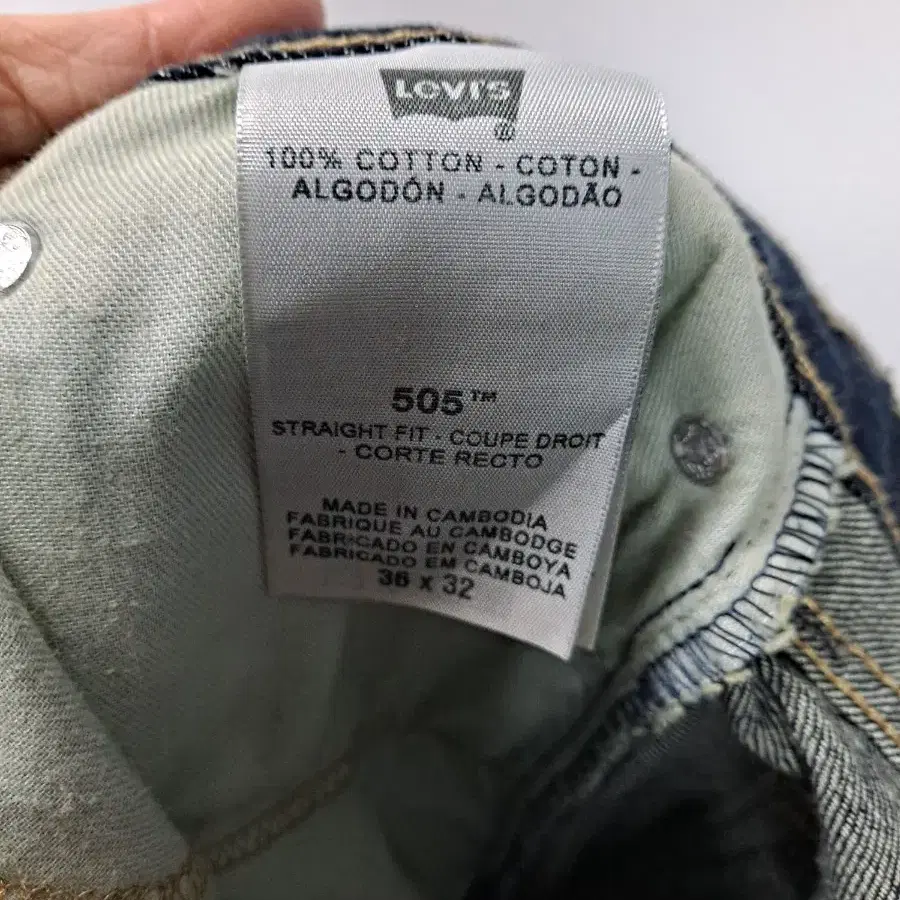 LEVI'S
®
100% COTTON - COTON -
ALGODÓN - ALGODÃO
505™
STRAIGHT FIT - COUPE DROIT
- CORTE RECTO
MADE IN CAMBODIA
FABRIQUE AU CAMBODGE
FABRICADO EN CAMBOYA
FABRICADO EM CAMBOJA
36 X 32